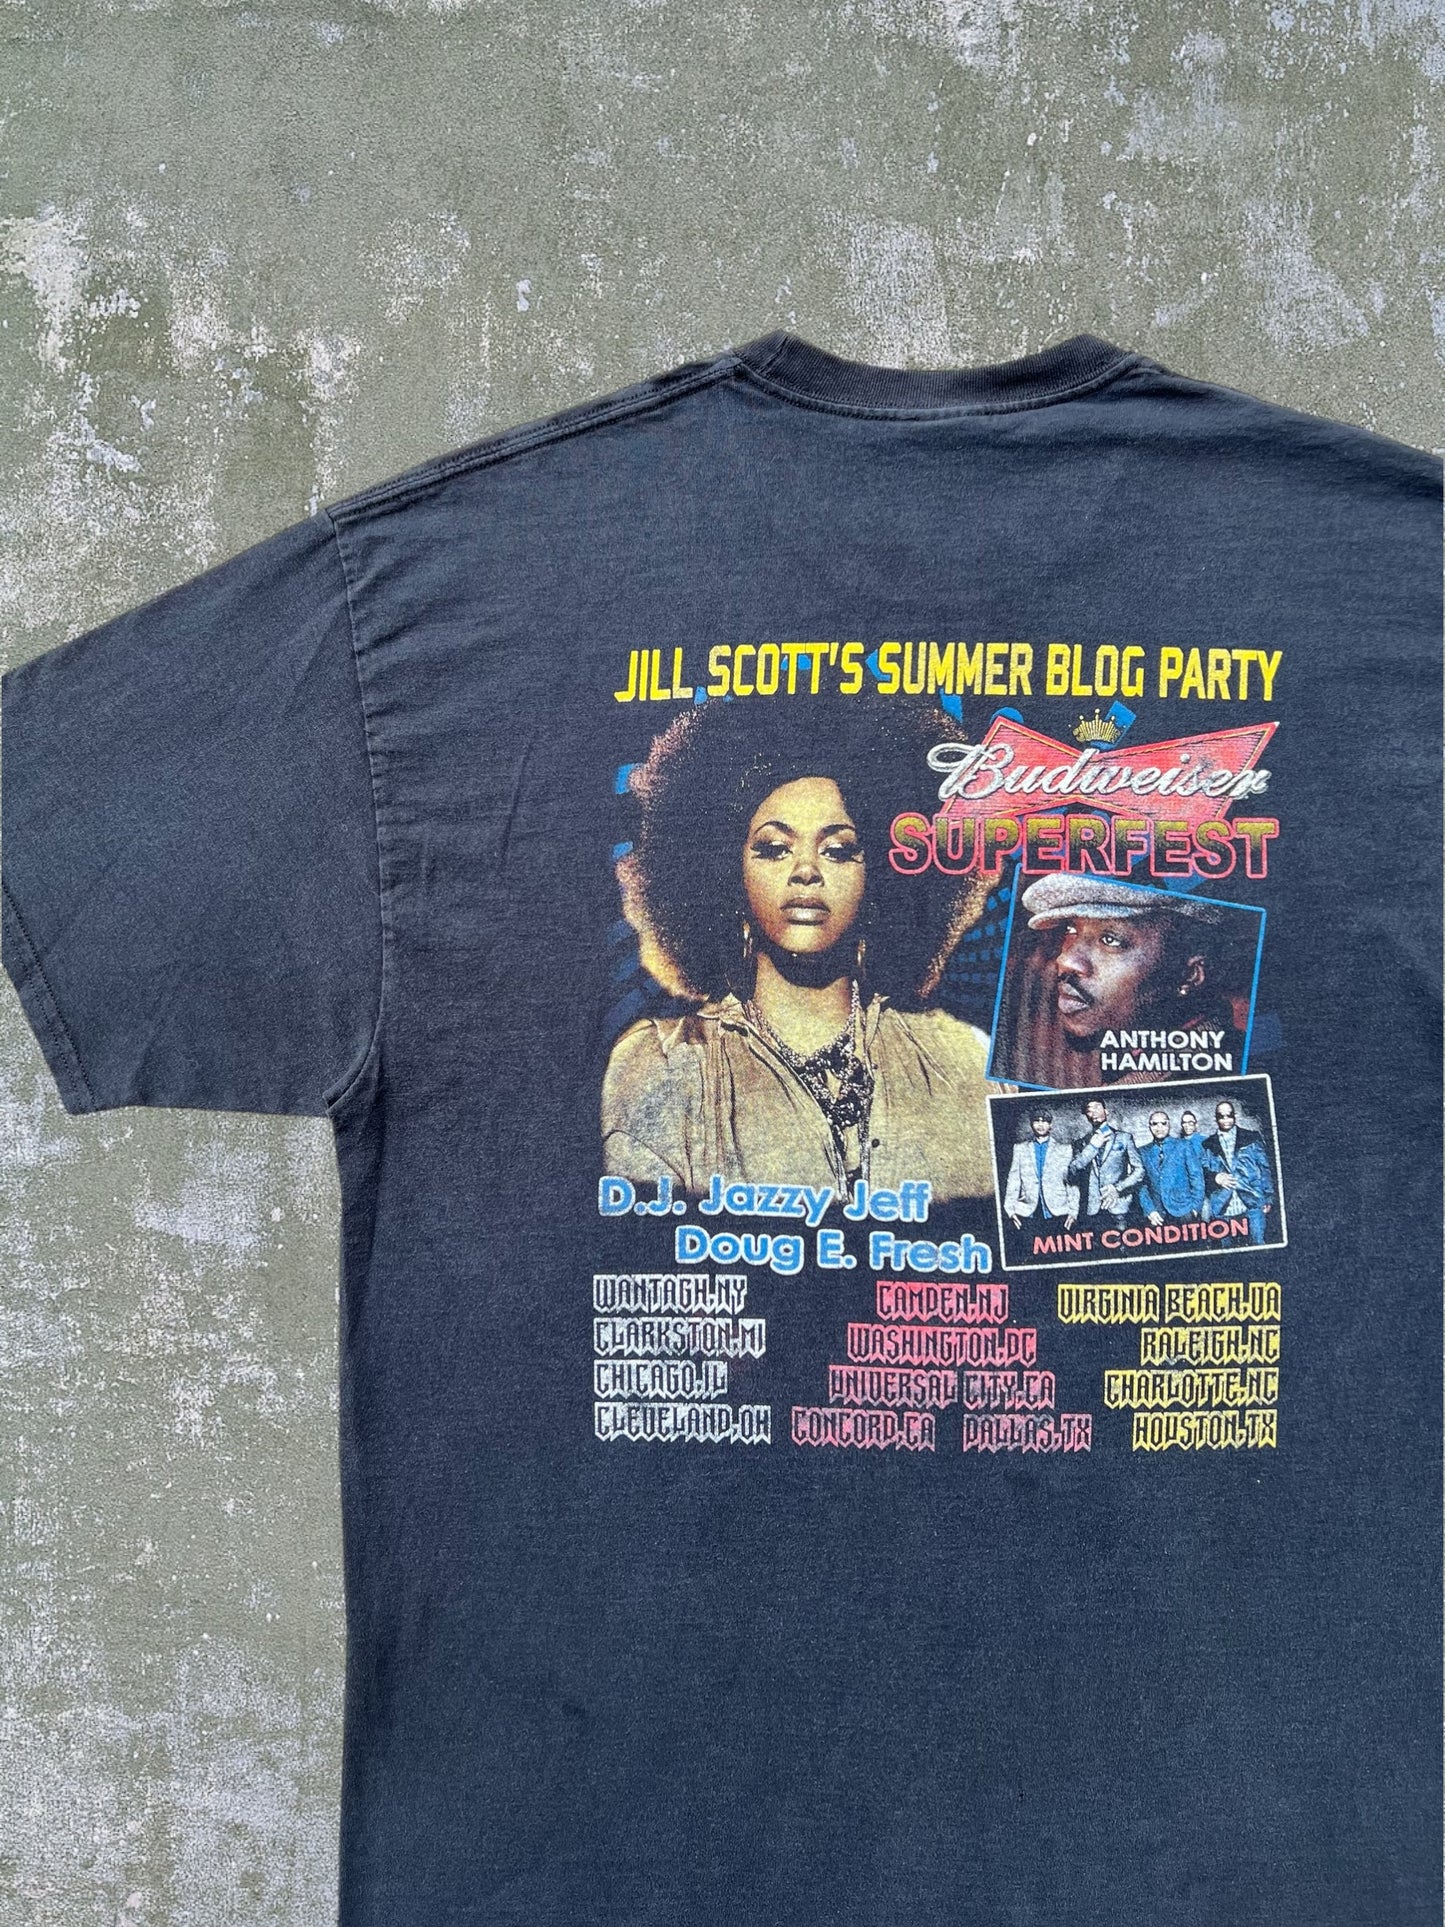 JILL SCOTT'S SUMMER BLOG PARTY
Budweiser
SUPERFEST
ANTHONY
HAMILTON
MINT CONDITION
D.J. Jazzy Jeff
Doug E. Fresh
WANTAGH,NY
CLARKSTON,MI
CHICAGO,IL
CLEVELAND,OH
CAMDEN,NJ
WASHINGTON,DC
UNIVERSAL CITY,CA
CONCORD,CA DALLAS,TX
VIRGINIA BEACH,VA
RALEIGH,NC
CHARLOTTE,NC
HOUSTON,TX